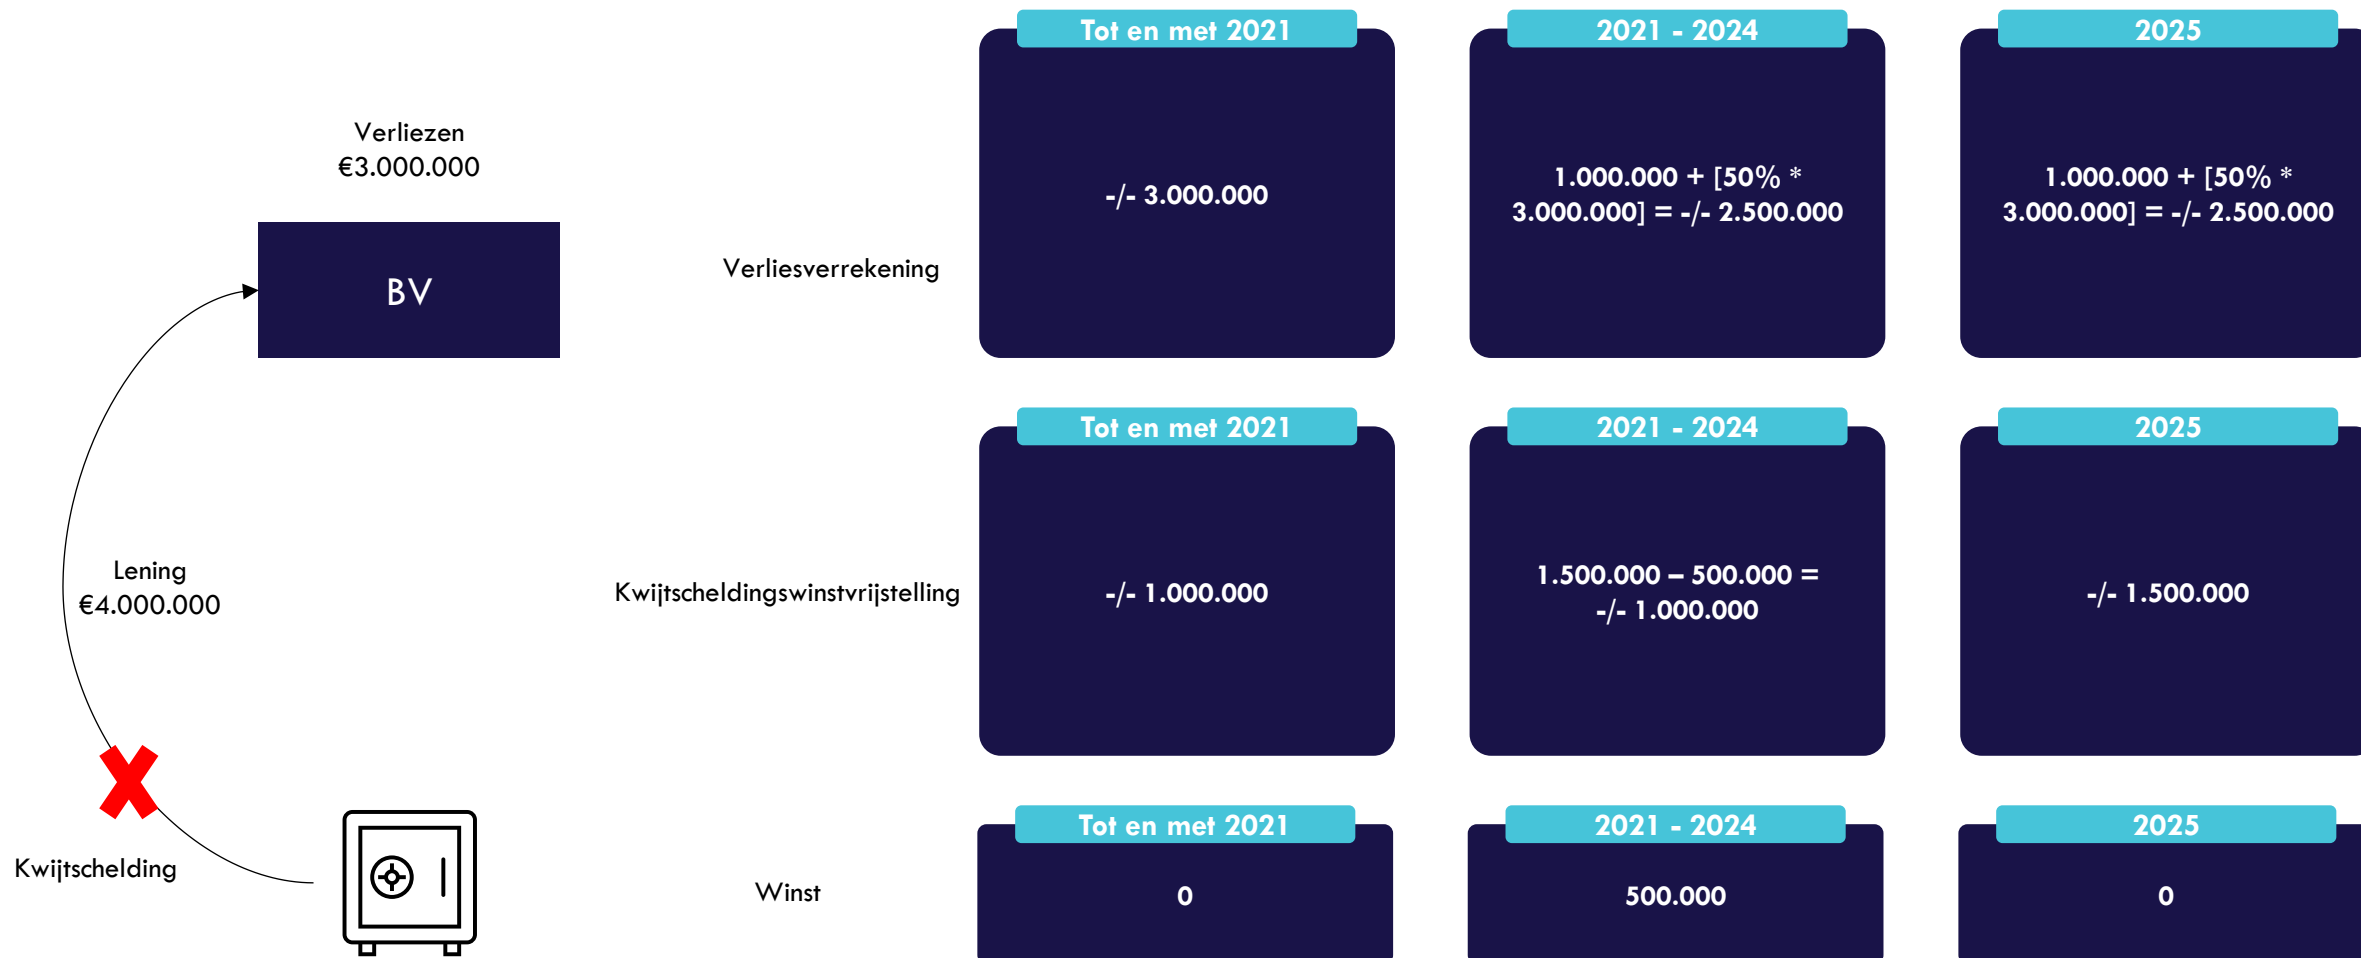 Verliezen
€3.000.000
BV
Lening
€4.000.000
Kwijtschelding
Verliesverrekening
Tot en met 2021
-/- 3.000.000
2021 - 2024
1.000.000 + [50% *
3.000.000] = -/- 2.500.000
2025
1.000.000 + [50% *
3.000.000] = -/- 2.500.000
Kwijtscheldingswinstvrijstelling
Tot en met 2021
-/- 1.000.000
2021 - 2024
1.500.000 – 500.000 =
-/- 1.000.000
2025
-/- 1.500.000
Winst
Tot en met 2021
0
2021 - 2024
500.000
2025
0